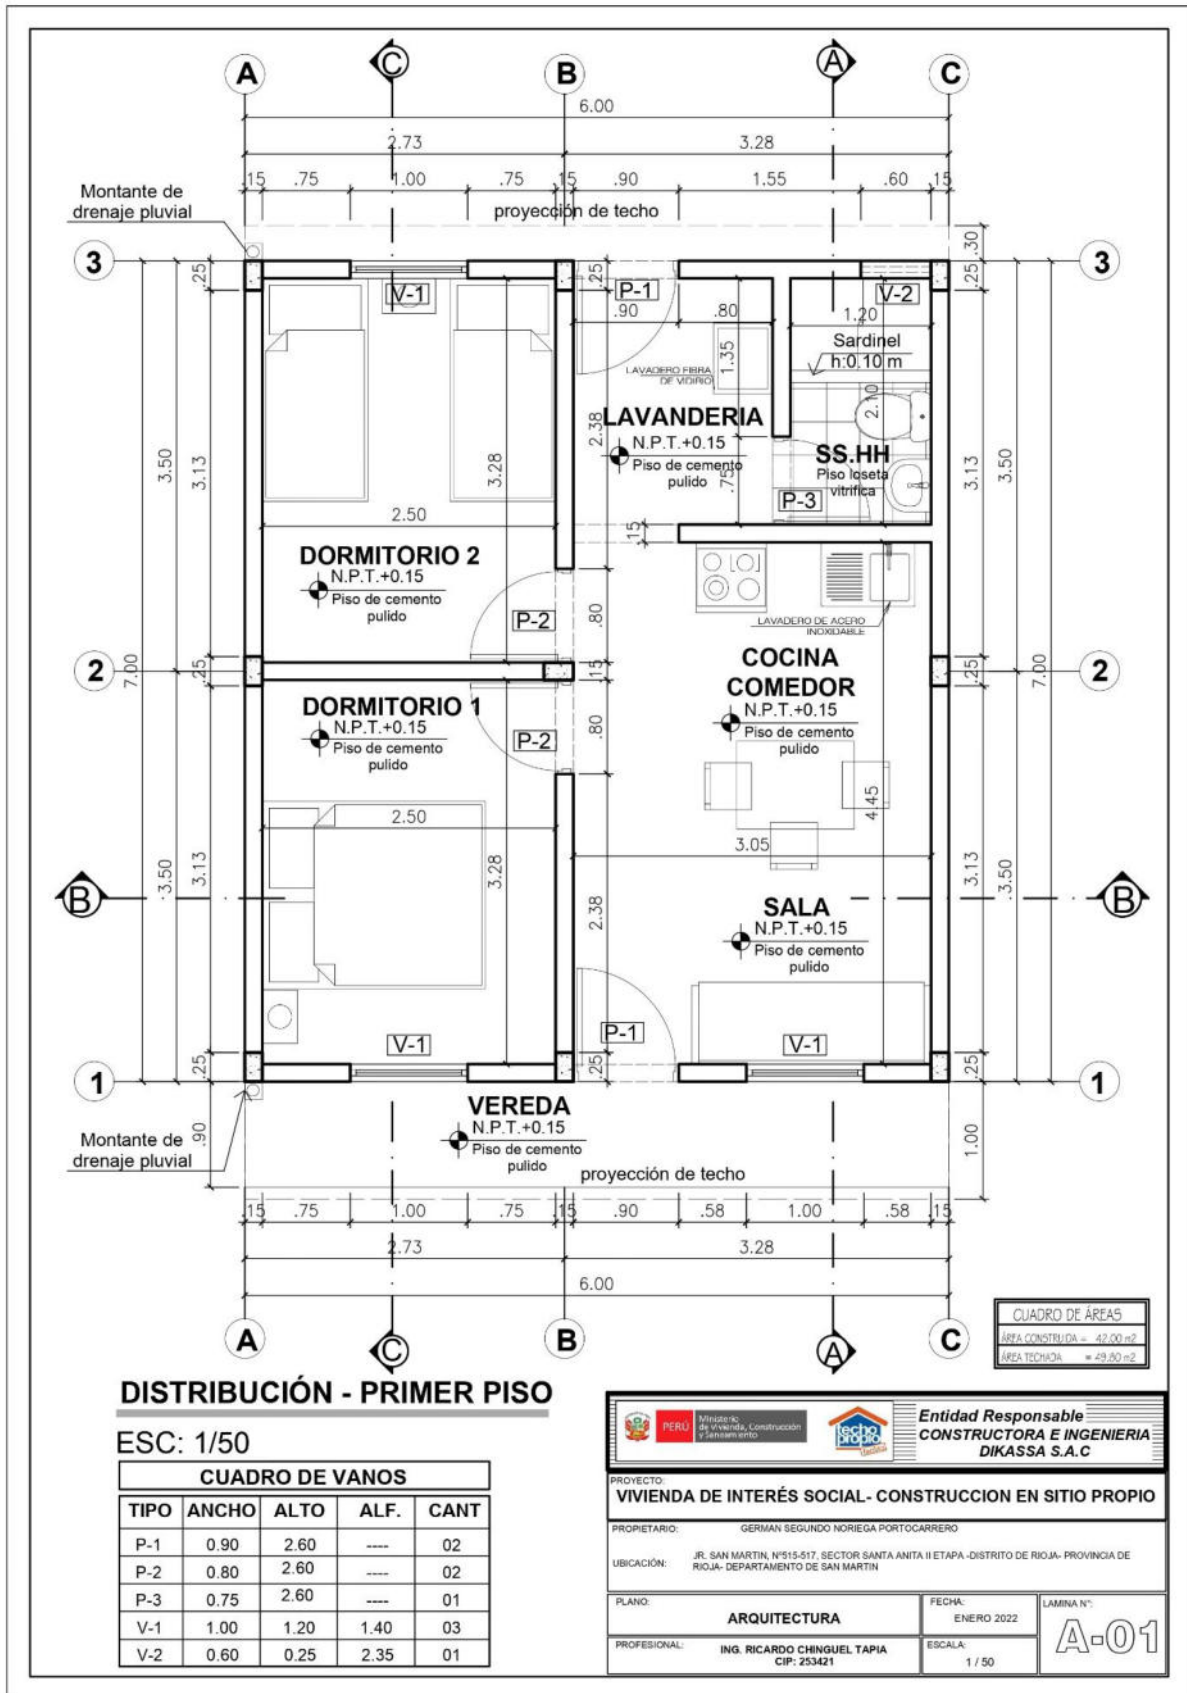 A
C
B
A
C
6.00
2.73
3.28
.15
.75
1.00
.75
.15
.90
1.55
.60
.15
Montante de
drenaje pluvial
proyección de techo
.30
3
3
.25
.25
.25
.25
V-1
P-1
V-2
.90
.80
1.20
Sardinel
h:0.10 m
LAVADERO FIBRA
DE VIDIRIO
1.35
2.10
2.38
LAVANDERIA
N.P.T.+0.15
Piso de cemento
pulido
.75
SS.HH
Piso loseta
vitrifica
P-3
3.50
3.13
3.28
3.13
3.50
2.50
.15
DORMITORIO 2
N.P.T.+0.15
Piso de cemento
pulido
P-2
.80
LAVADERO DE ACERO
INOXIDABLE
COCINA
COMEDOR
N.P.T.+0.15
Piso de cemento
pulido
2
7.00
.25
.15
.25
7.00
2
DORMITORIO 1
N.P.T.+0.15
Piso de cemento
pulido
P-2
.80
2.50
3.05
4.45
3.50
3.13
3.28
2.38
3.13
3.50
B
B
SALA
N.P.T.+0.15
Piso de cemento
pulido
P-1
V-1
V-1
.25
.25
.25
1
1
VEREDA
N.P.T.+0.15
Piso de cemento
pulido
.90
1.00
Montante de
drenaje pluvial
proyección de techo
.15
.75
1.00
.75
.15
.90
.58
1.00
.58
.15
2.73
3.28
6.00
A
C
B
A
C
CUADRO DE ÁREAS
ÁREA CONSTRUIDA = 42.00 m2
ÁREA TECHADA = 49.80 m2
DISTRIBUCIÓN - PRIMER PISO
ESC: 1/50
CUADRO DE VANOS
TIPO ANCHO ALTO ALF. CANT
P-1 0.90 2.60 ---- 02
P-2 0.80 2.60 ---- 02
P-3 0.75 2.60 ---- 01
V-1 1.00 1.20 1.40 03
V-2 0.60 0.25 2.35 01
PERÚ
Ministerio
de Vivienda, Construcción
y Saneamiento
techo
propio
Entidad Responsable
CONSTRUCTORA E INGENIERIA
DIKASSA S.A.C
PROYECTO:
VIVIENDA DE INTERÉS SOCIAL- CONSTRUCCION EN SITIO PROPIO
PROPIETARIO: GERMAN SEGUNDO NORIEGA PORTOCARRERO
UBICACIÓN: JR. SAN MARTIN, N°515-517, SECTOR SANTA ANITA II ETAPA -DISTRITO DE RIOJA- PROVINCIA DE
RIOJA- DEPARTAMENTO DE SAN MARTIN
PLANO:
ARQUITECTURA
FECHA:
ENERO 2022
LAMINA N°:
A-01
PROFESIONAL:
ING. RICARDO CHINGUEL TAPIA
CIP: 253421
ESCALA:
1 / 50